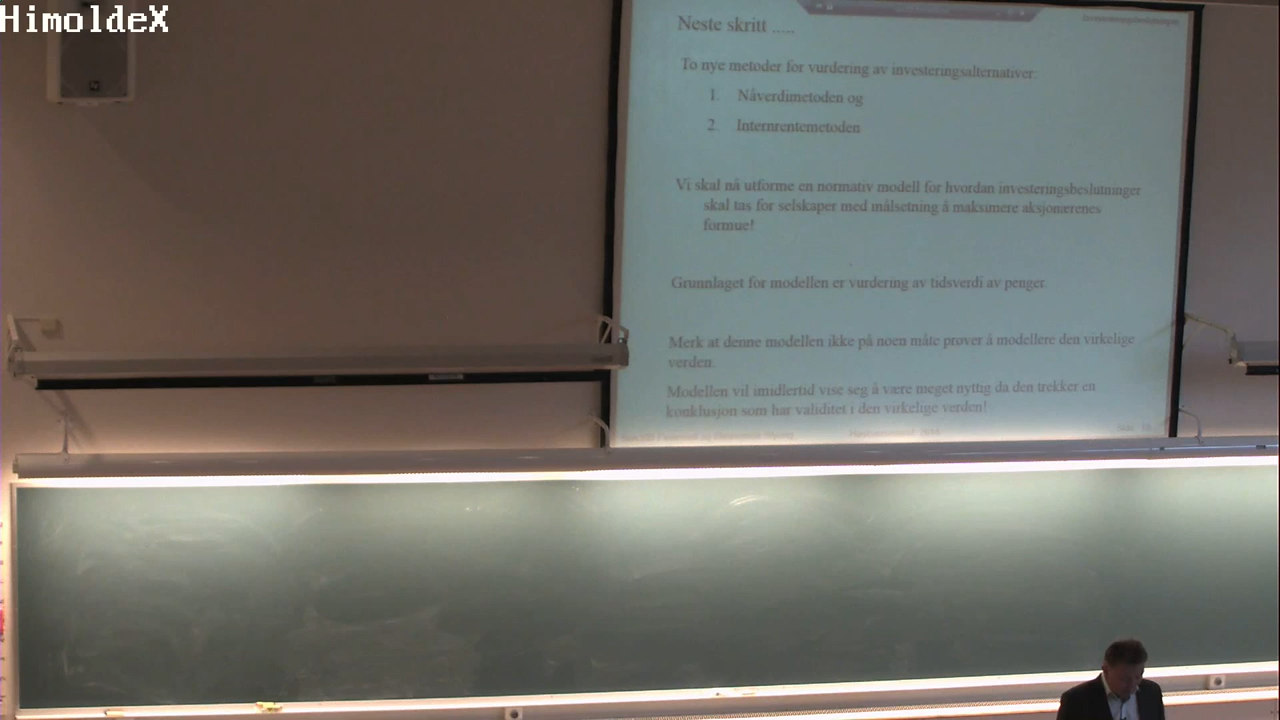 HimoldeX
Neste skritt .....
To nye metoder for vurdering av investeringsalternativer:
1. Nåverdimetoden og
2. Internrentemetoden
Vi skal nå utforme en normativ modell for hvordan investeringsbeslutninger
skal tas for selskaper med målsetning å maksimere aksjonærenes
formue!
Grunnlaget for modellen er vurdering av tidsverdi av penger.
Merk at denne modellen ikke på noen måte prøver å modellere den virkelige
verden.
Modellen vil imidlertid vise seg å være meget nyttig da den trekker en
konklusjon som har validitet i den virkelige verden!